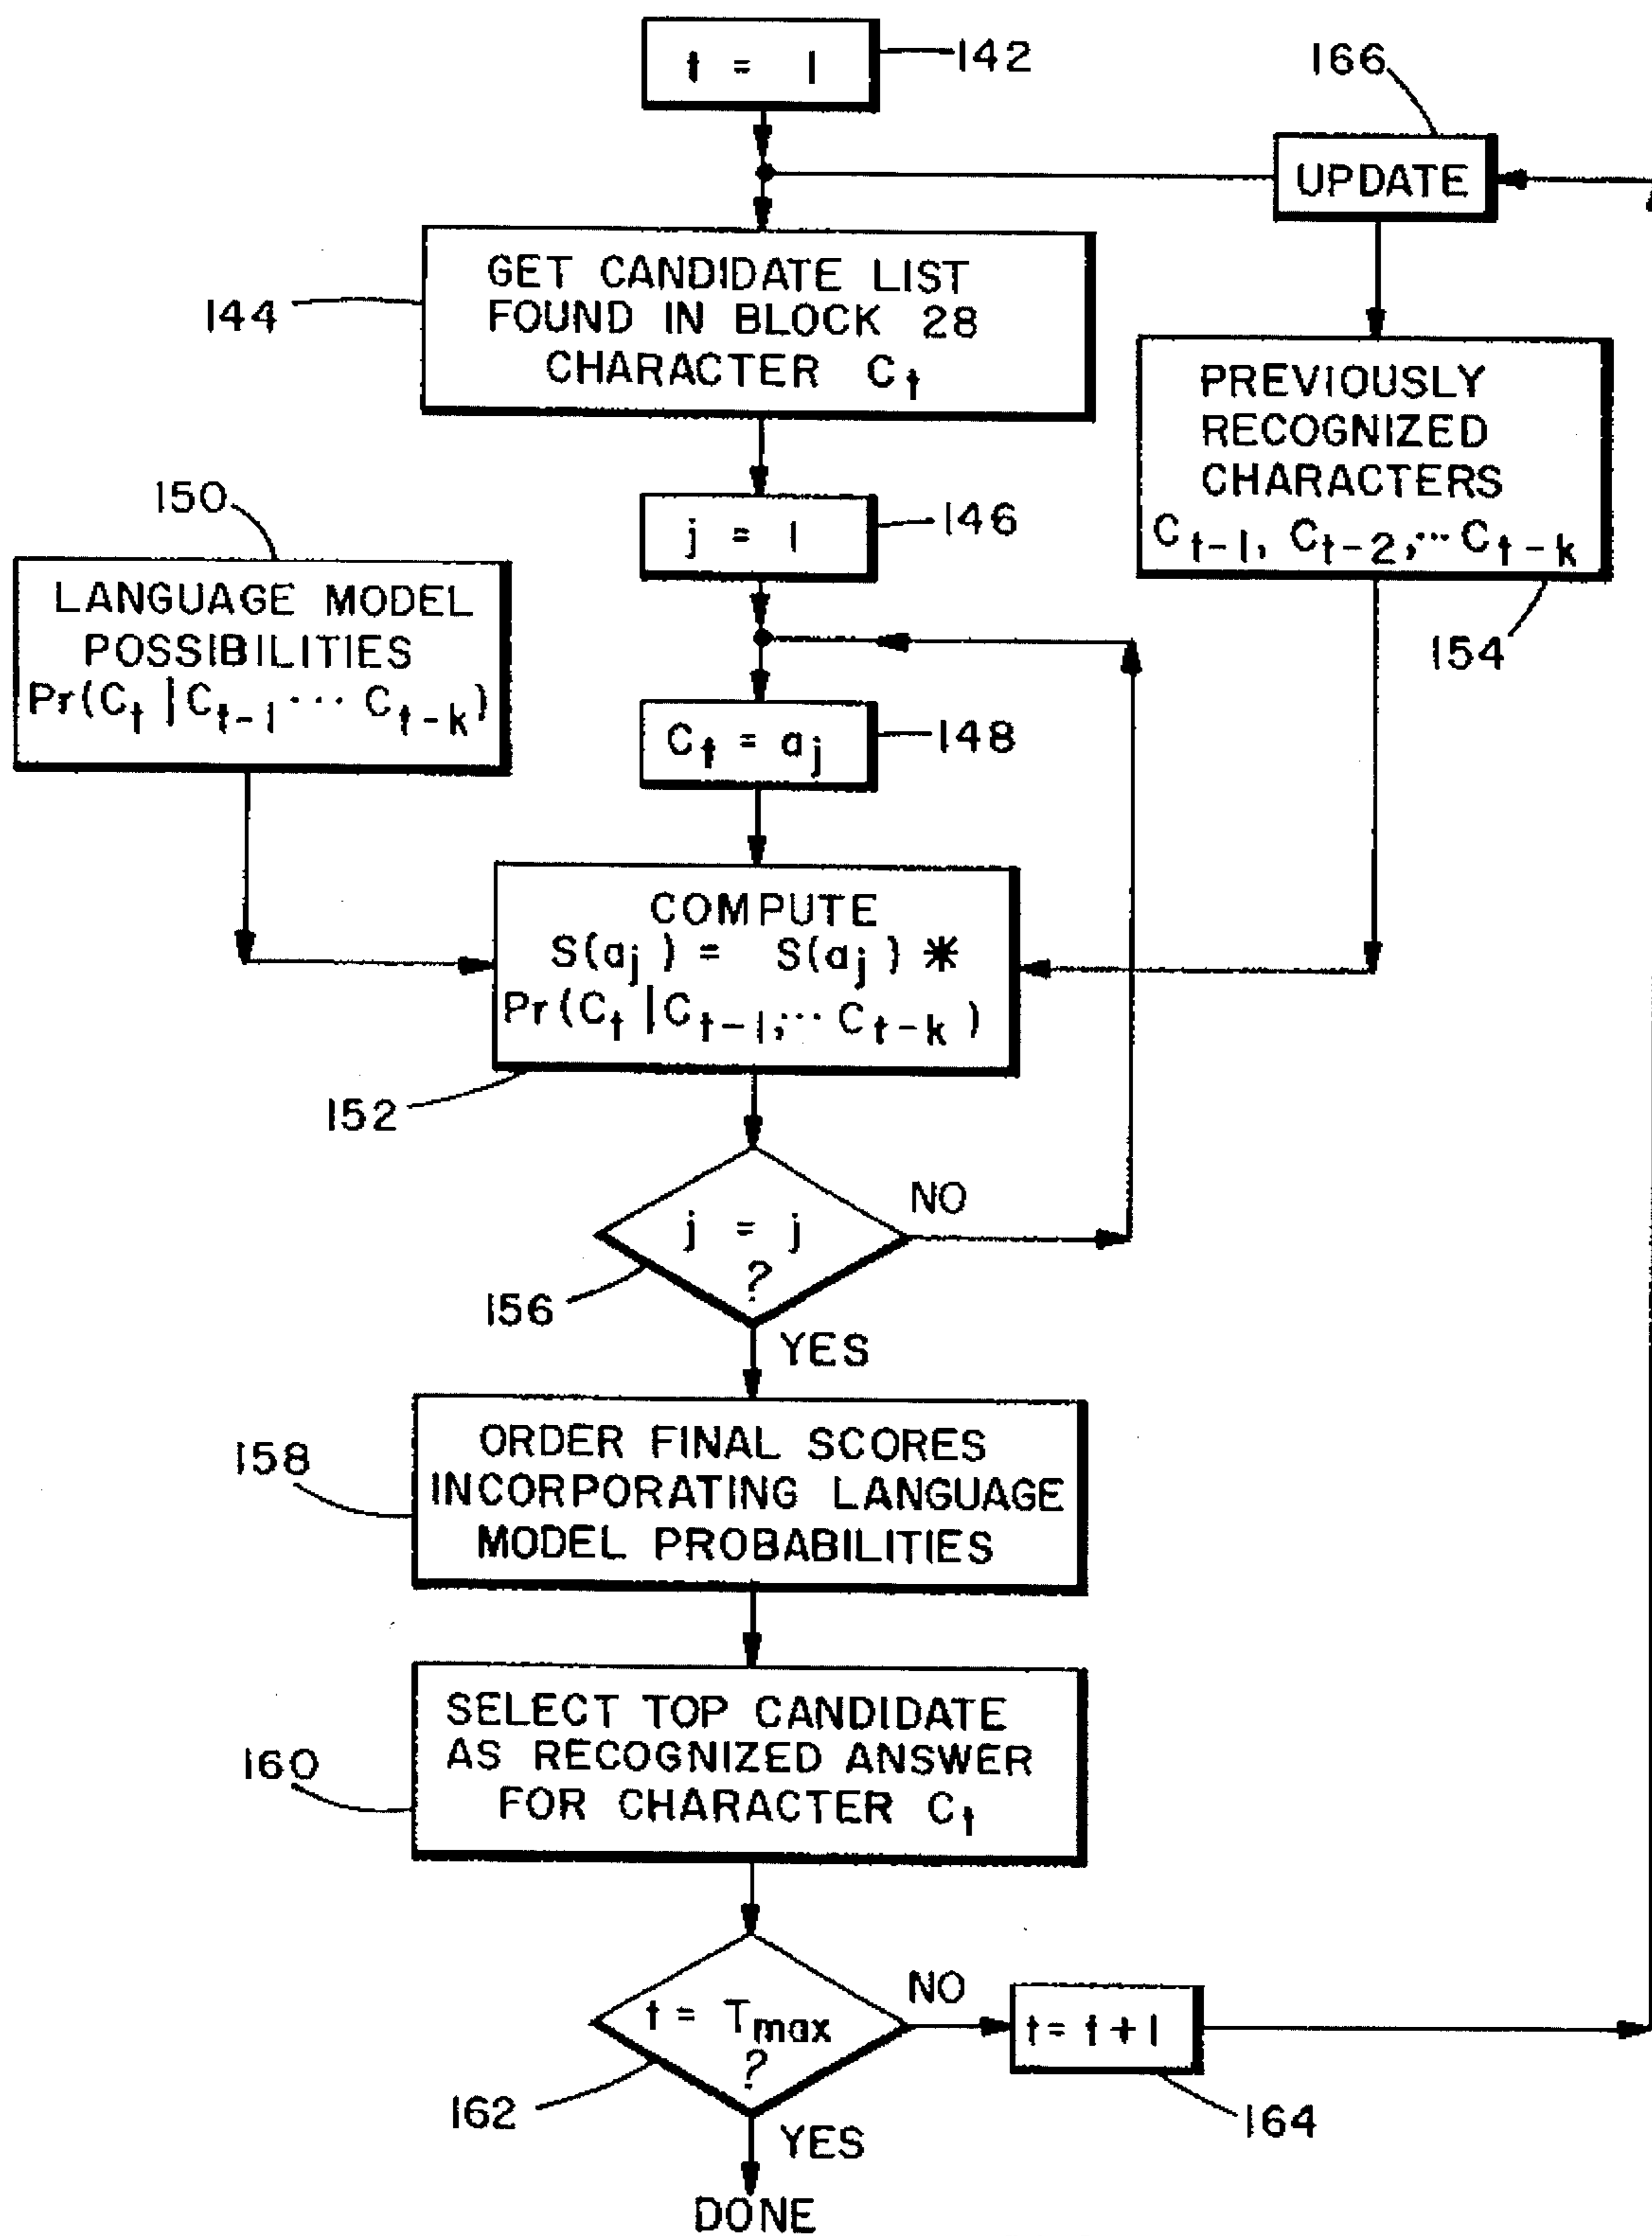 t = 1
142
166
UPDATE
GET CANDIDATE LIST
FOUND IN BLOCK 28
CHARACTER Ct
144
PREVIOUSLY
RECOGNIZED
CHARACTERS
Ct-1, Ct-2,... Ct-k
154
j = 1
146
150
LANGUAGE MODEL
POSSIBILITIES
Pr(Ct|Ct-1 ... Ct-k)
Ct = aj
148
COMPUTE
S(aj) = S(aj) *
Pr(Ct|Ct-1,... Ct-k)
152
j = j
?
NO
156
YES
158
ORDER FINAL SCORES
INCORPORATING LANGUAGE
MODEL PROBABILITIES
160
SELECT TOP CANDIDATE
AS RECOGNIZED ANSWER
FOR CHARACTER Ct
t = Tmax
?
NO
t = t+1
162
164
YES
DONE